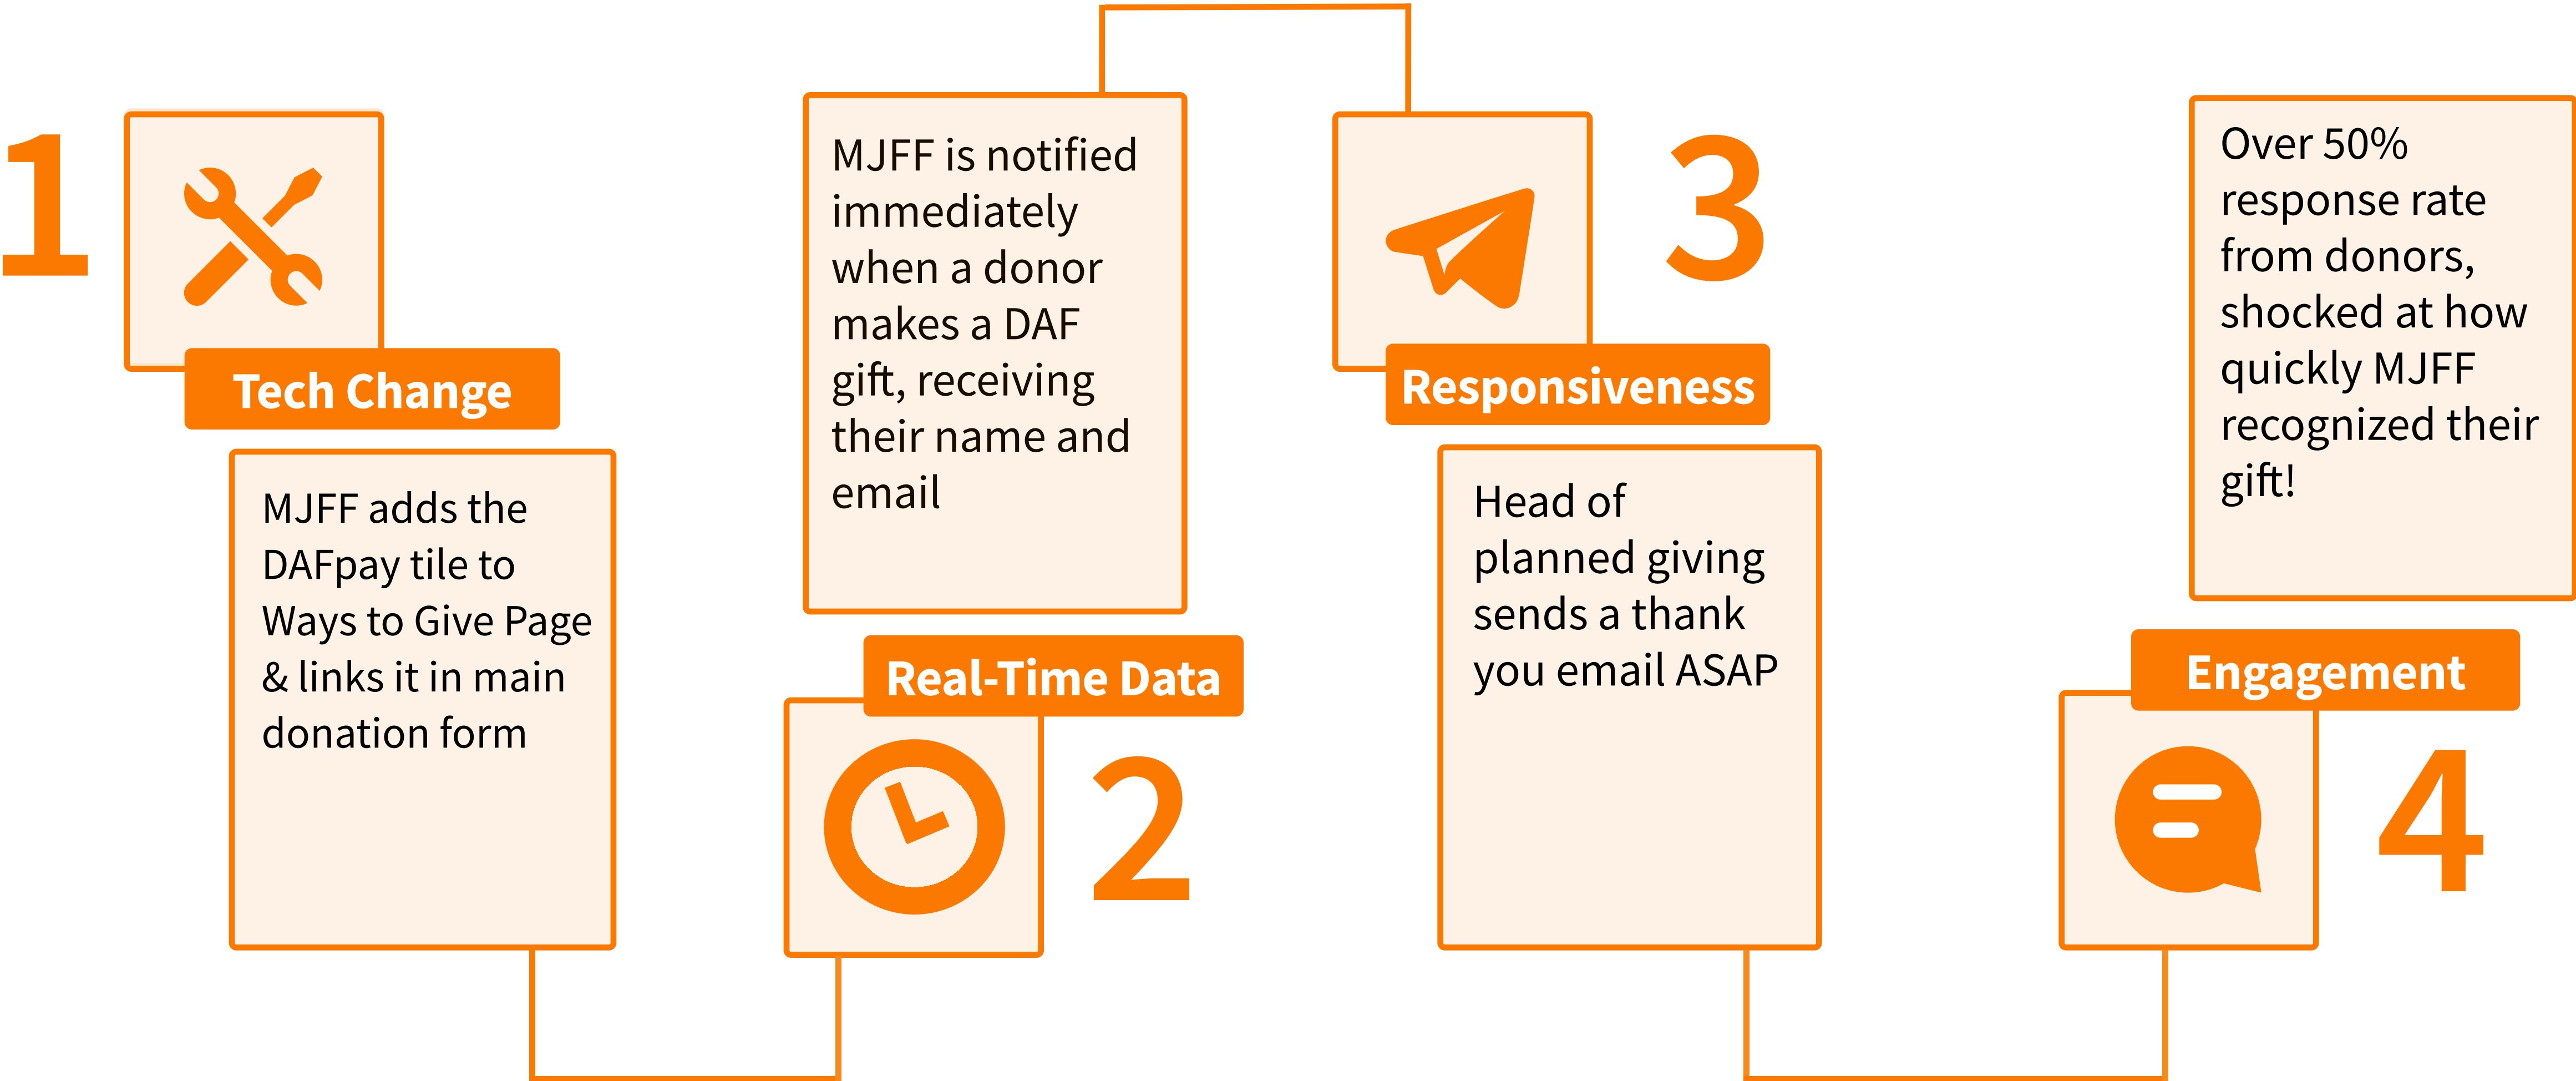 1
Tech Change
MJFF adds the
DAFpay tile to
Ways to Give Page
& links it in main
donation form
MJFF is notified
immediately
when a donor
makes a DAF
gift, receiving
their name and
email
Real-Time Data
2
3
Responsiveness
Head of
planned giving
sends a thank
you email ASAP
Over 50%
response rate
from donors,
shocked at how
quickly MJFF
recognized their
gift!
Engagement
4